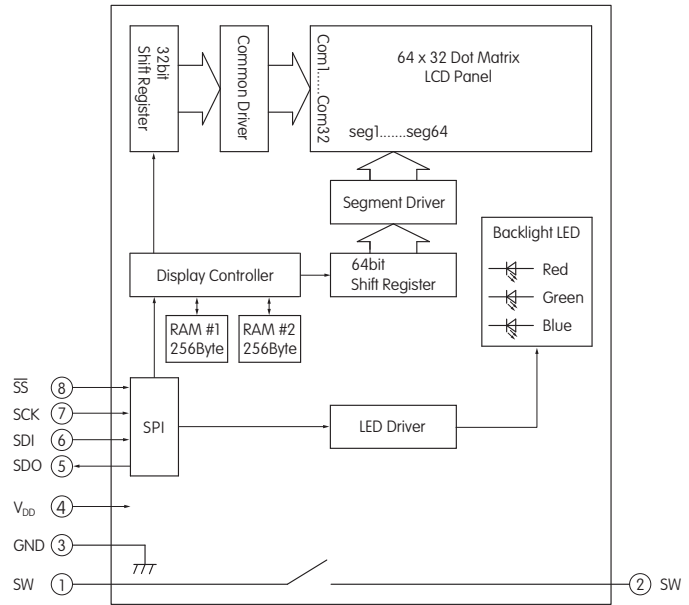 32bit
Shift Register
Common Driver
Com1.....Com32
64 x 32 Dot Matrix
LCD Panel
seg1.......seg64
Segment Driver
Display Controller
64bit
Shift Register
Backlight LED
Red
Green
Blue
RAM #1
256Byte
RAM #2
256Byte
SS 8
SCK 7
SDI 6
SDO 5
SPI
LED Driver
VDD 4
GND 3
SW 1
2 SW